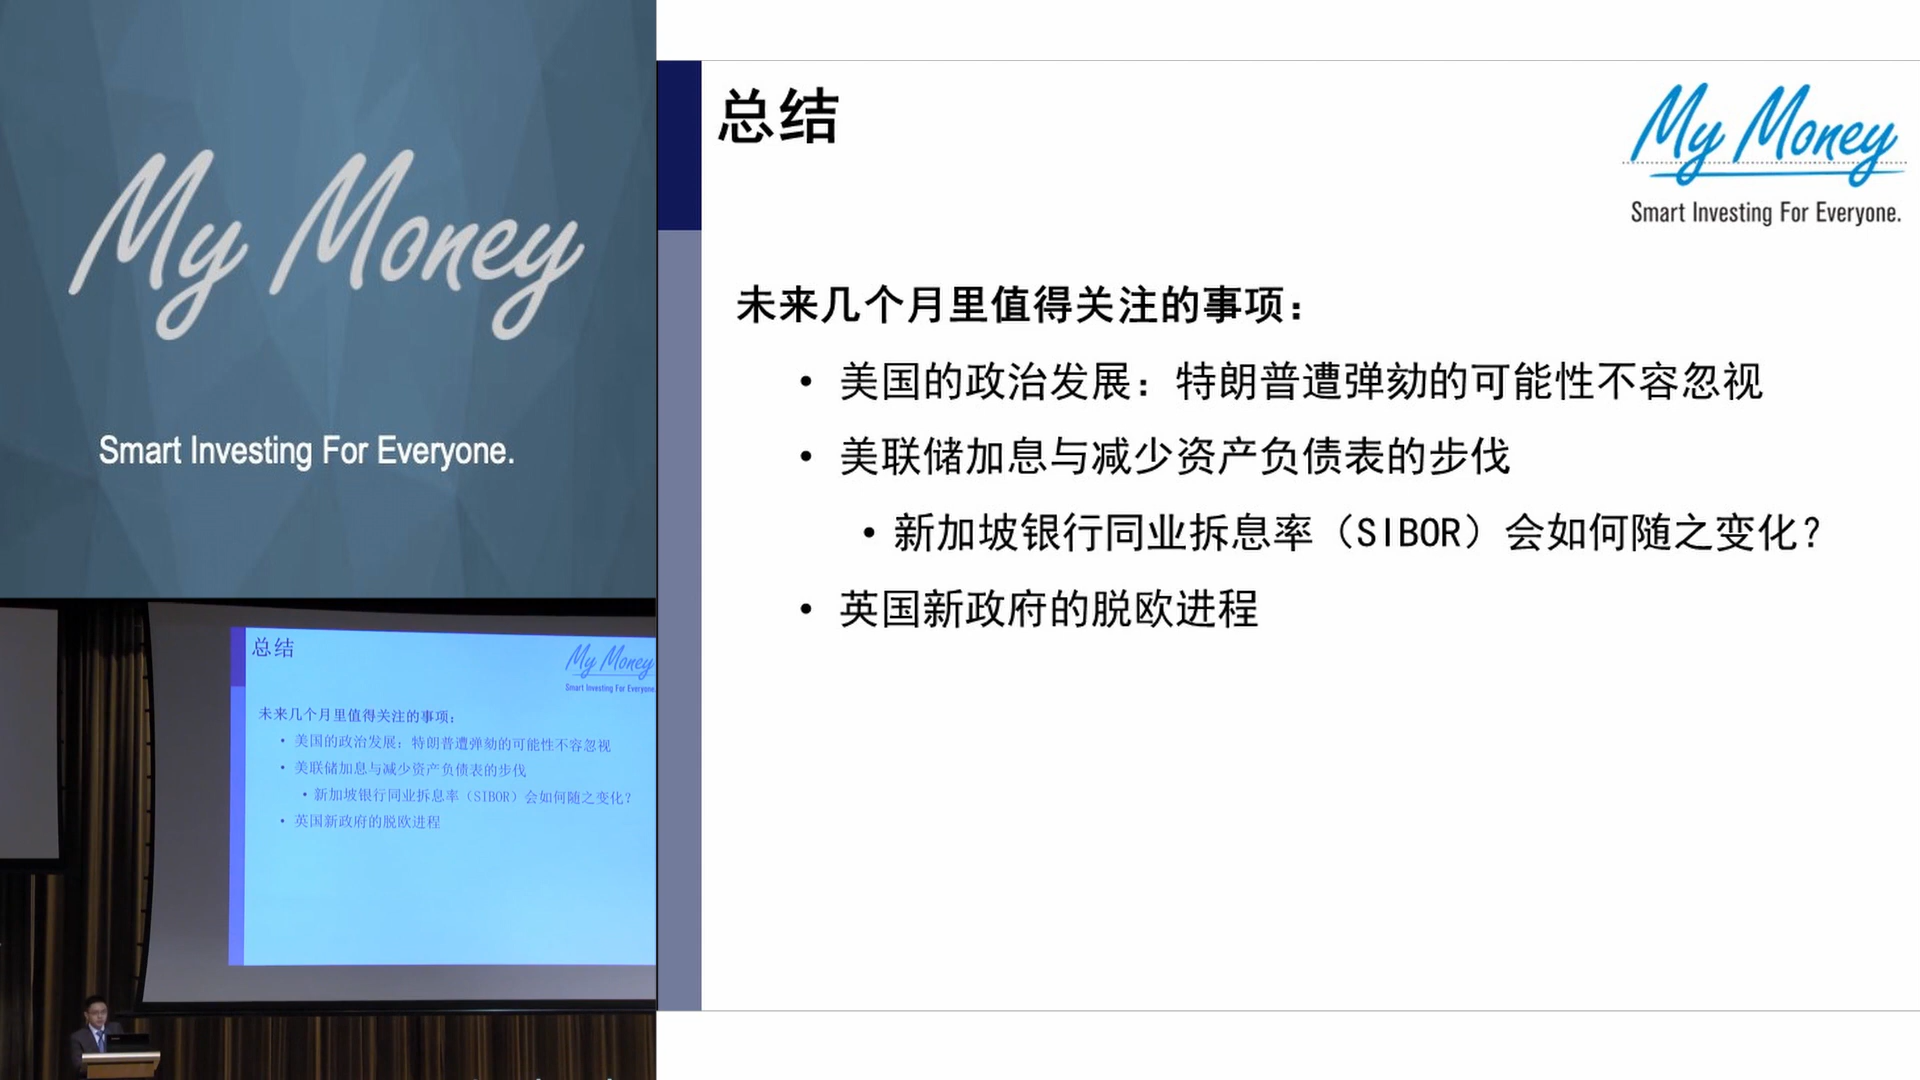 My Money
Smart Investing For Everyone.
总结
My Money
Smart Investing For Everyone.
未来几个月里值得关注的事项：
• 美国的政治发展：特朗普遭弹劾的可能性不容忽视
• 美联储加息与减少资产负债表的步伐
• 新加坡银行同业拆息率（SIBOR）会如何随之变化？
• 英国新政府的脱欧进程
总结
My Money
Smart Investing For Everyone.
未来几个月里值得关注的事项：
• 美国的政治发展：特朗普遭弹劾的可能性不容忽视
• 美联储加息与减少资产负债表的步伐
• 新加坡银行同业拆息率（SIBOR）会如何随之变化？
• 英国新政府的脱欧进程